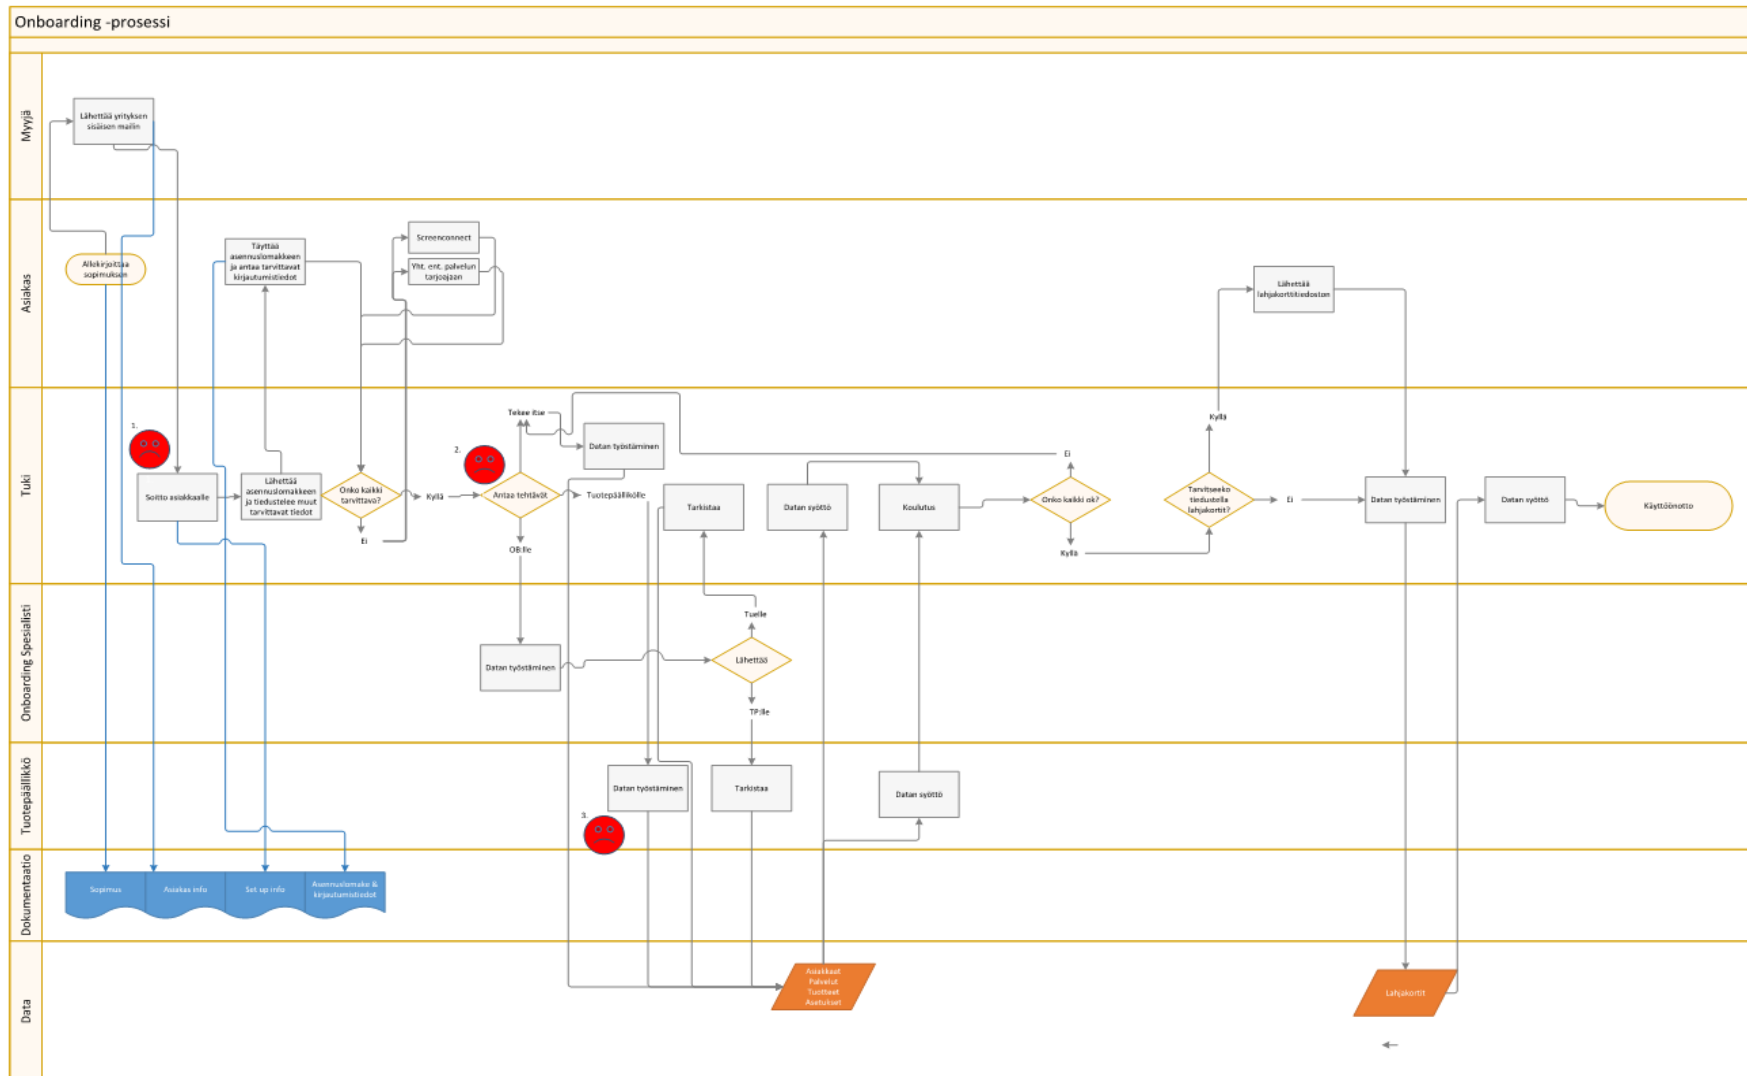 Onboarding -prosessi
Myyjä
Lähettää yrityksen
sisäisen mailin
Asiakas
Allekirjoittaa
sopimuksen
Täyttää
asennuslomakkeen
ja antaa tarvittavat
kirjautumistiedot
Screenconnect
Yht. ent. palvelun
tarjoajaan
Lähettää
lahjakorttitiedoston
Tuki
1.
Soitto asiakkaalle
Lähettää
asennuslomakkeen
ja tiedustelee muut
tarvittavat tiedot
Onko kaikki
tarvittava?
Kyllä
Ei
2.
Antaa tehtävät
Tekee itse
Tuotepäällikölle
OB:lle
Datan työstäminen
Tarkistaa
Datan syöttö
Koulutus
Onko kaikki ok?
Ei
Kyllä
Tarvitseeko
tiedustella
lahjakortit?
Kyllä
Ei
Datan työstäminen
Datan syöttö
Käyttöönotto
Onboarding Spesialisti
Datan työstäminen
Lähettää
Tuelle
TP:lle
Tuotepäällikkö
Datan työstäminen
3.
Tarkistaa
Datan syöttö
Dokumentaatio
Sopimus
Asiakas info
Set up info
Asennuslomake &
kirjautumistiedot
Data
Asiakkaat
Palvelut
Tuotteet
Asetukset
Lahjakortit